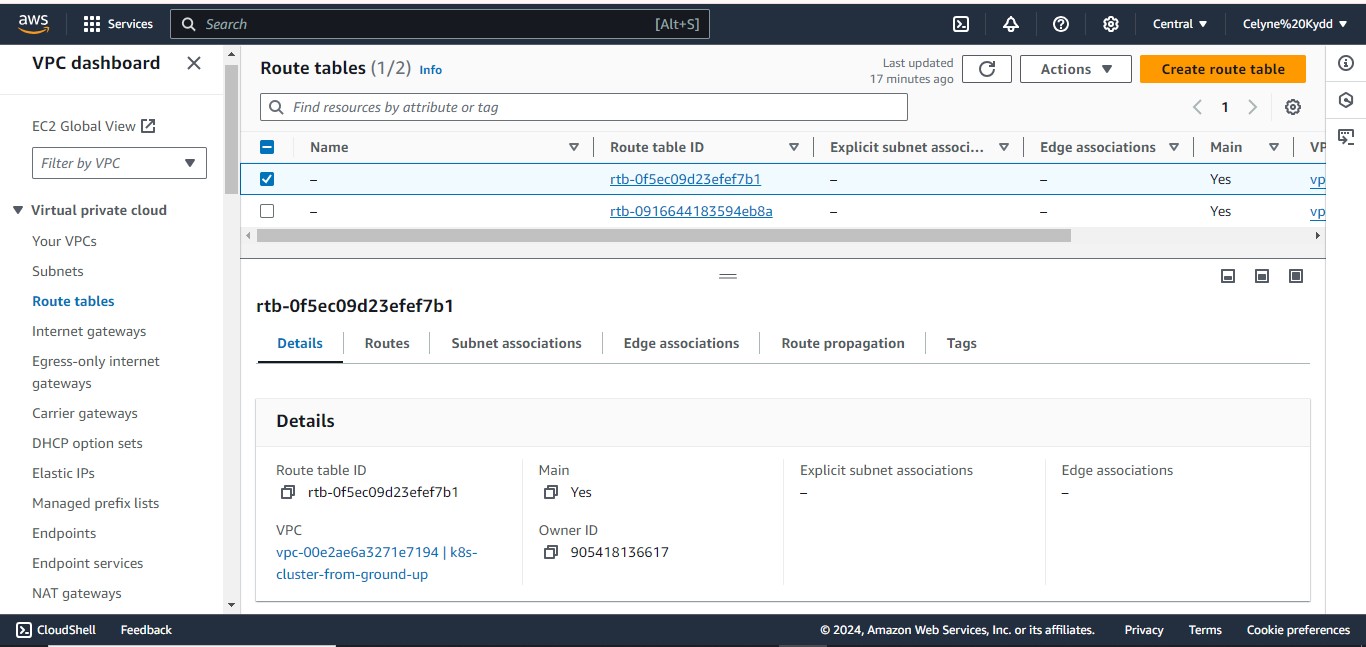 aws Services Search [Alt+S] Central Celyne%20Kydd
VPC dashboard
EC2 Global View
Filter by VPC
Virtual private cloud
Your VPCs
Subnets
Route tables
Internet gateways
Egress-only internet
gateways
Carrier gateways
DHCP option sets
Elastic IPs
Managed prefix lists
Endpoints
Endpoint services
NAT gateways
Route tables (1/2) Info
Last updated
17 minutes ago
Actions
Create route table
Find resources by attribute or tag
1
Name Route table ID Explicit subnet associ... Edge associations Main VP
– rtb-0f5ec09d23efef7b1 – – Yes vp
– rtb-0916644183594eb8a – – Yes vp
rtb-0f5ec09d23efef7b1
Details Routes Subnet associations Edge associations Route propagation Tags
Details
Route table ID Main Explicit subnet associations Edge associations
rtb-0f5ec09d23efef7b1 Yes – –
VPC Owner ID
vpc-00e2ae6a3271e7194 | k8s- 905418136617
cluster-from-ground-up
CloudShell Feedback © 2024, Amazon Web Services, Inc. or its affiliates. Privacy Terms Cookie preferences